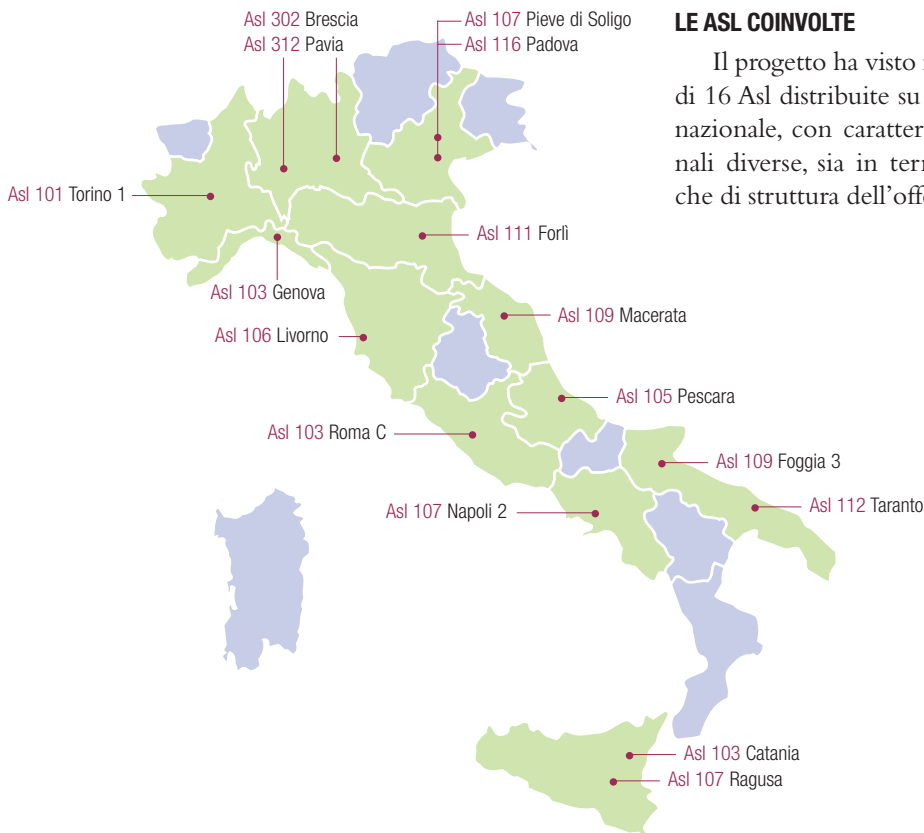 Asl 302 Brescia
Asl 312 Pavia
Asl 107 Pieve di Soligo
Asl 116 Padova
LE ASL COINVOLTE
Il progetto ha visto
di 16 Asl distribuite su
nazionale, con caratter
nali diverse, sia in ter
che di struttura dell’off
Asl 101 Torino 1
Asl 111 Forlì
Asl 103 Genova
Asl 109 Macerata
Asl 106 Livorno
Asl 105 Pescara
Asl 103 Roma C
Asl 109 Foggia 3
Asl 112 Taranto
Asl 107 Napoli 2
Asl 103 Catania
Asl 107 Ragusa